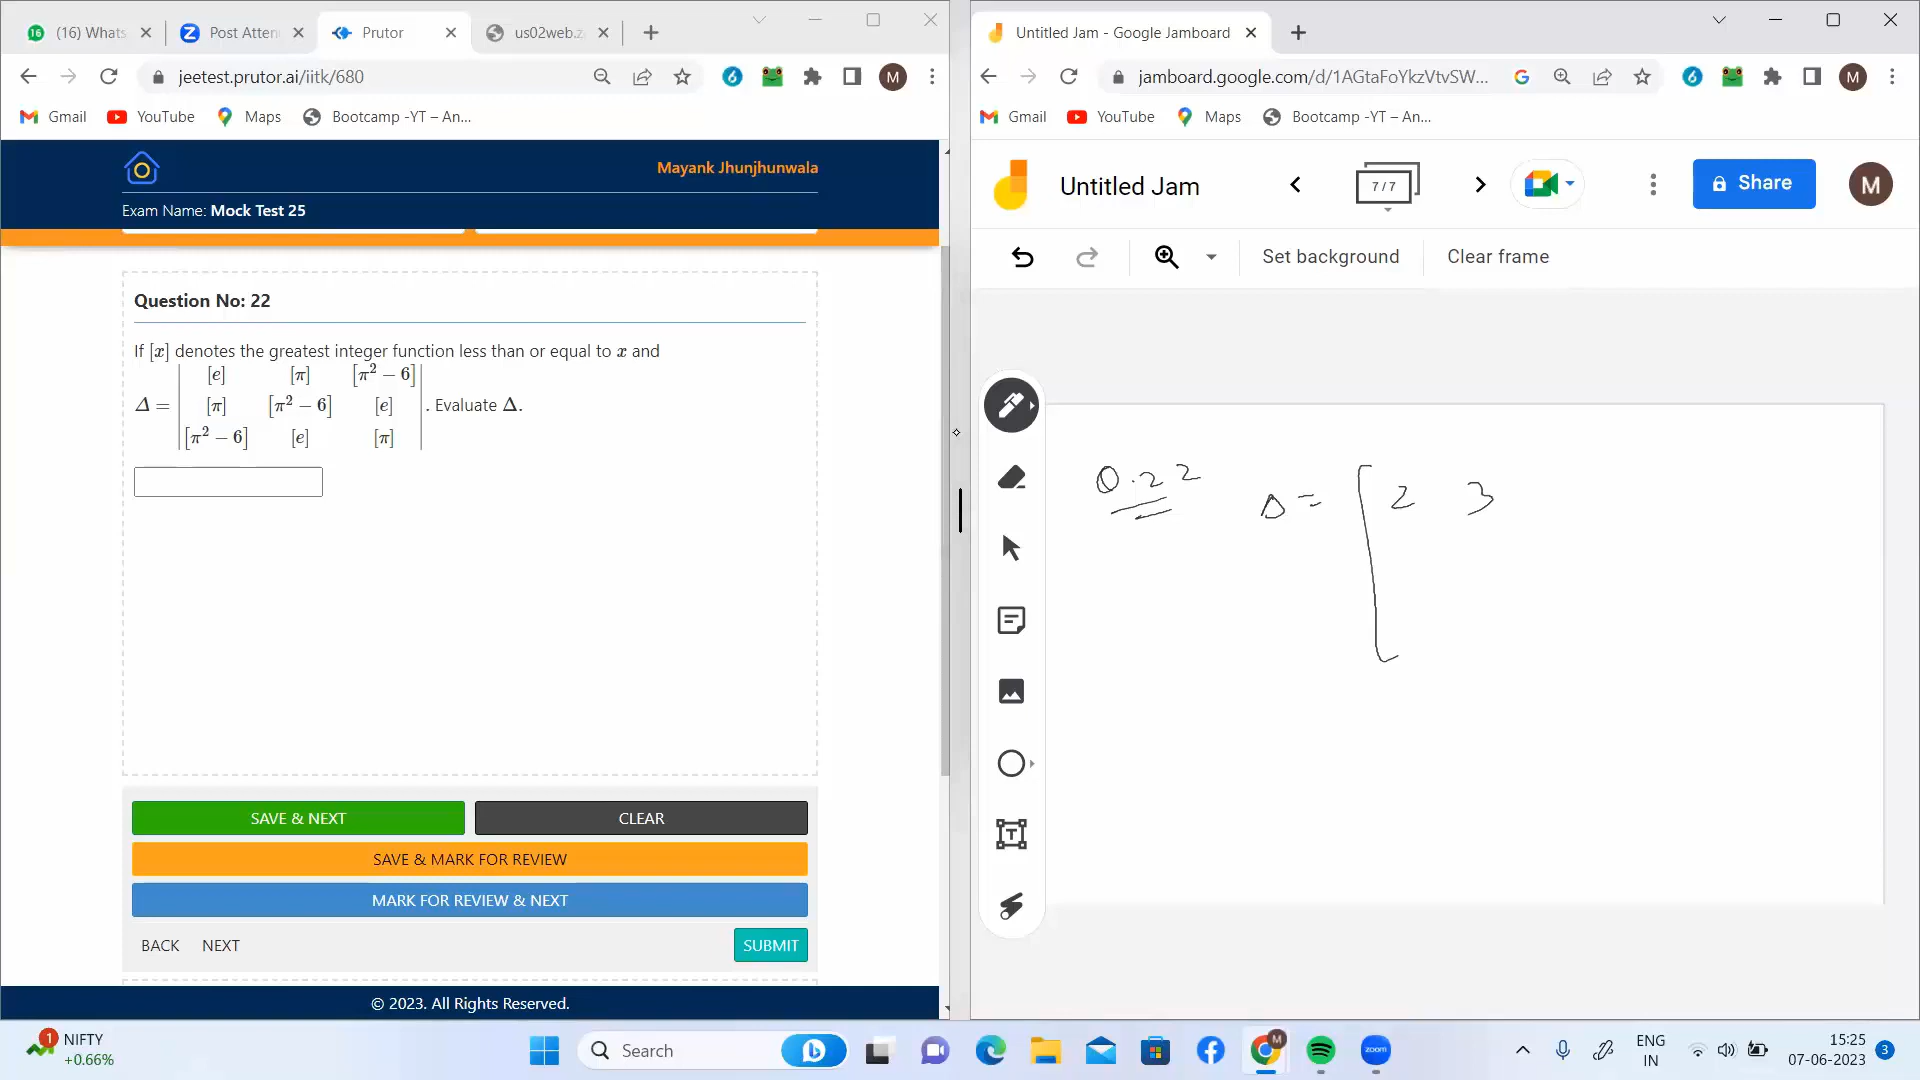 (16) Whats
Post Atten
Prutor
us02web.z
jeetest.prutor.ai/iitk/680
M
Gmail
YouTube
Maps
Bootcamp -YT – An...
Mayank Jhunjhunwala
Exam Name: Mock Test 25
Question No: 22
If [x] denotes the greatest integer function less than or equal to x and
Δ = | [e] [π] [π² − 6] |
| [π] [π² − 6] [e] | . Evaluate Δ.
| [π² − 6] [e] [π] |
SAVE & NEXT
CLEAR
SAVE & MARK FOR REVIEW
MARK FOR REVIEW & NEXT
BACK
NEXT
SUBMIT
© 2023. All Rights Reserved.
Untitled Jam - Google Jamboard
jamboard.google.com/d/1AGtaFoYkzVtvSW...
M
Gmail
YouTube
Maps
Bootcamp -YT – An...
Untitled Jam
7 / 7
Share
M
Set background
Clear frame
Q.22
Δ = [ 2 3
1
NIFTY
+0.66%
Search
M
zoom
ENG
IN
15:25
07-06-2023
3